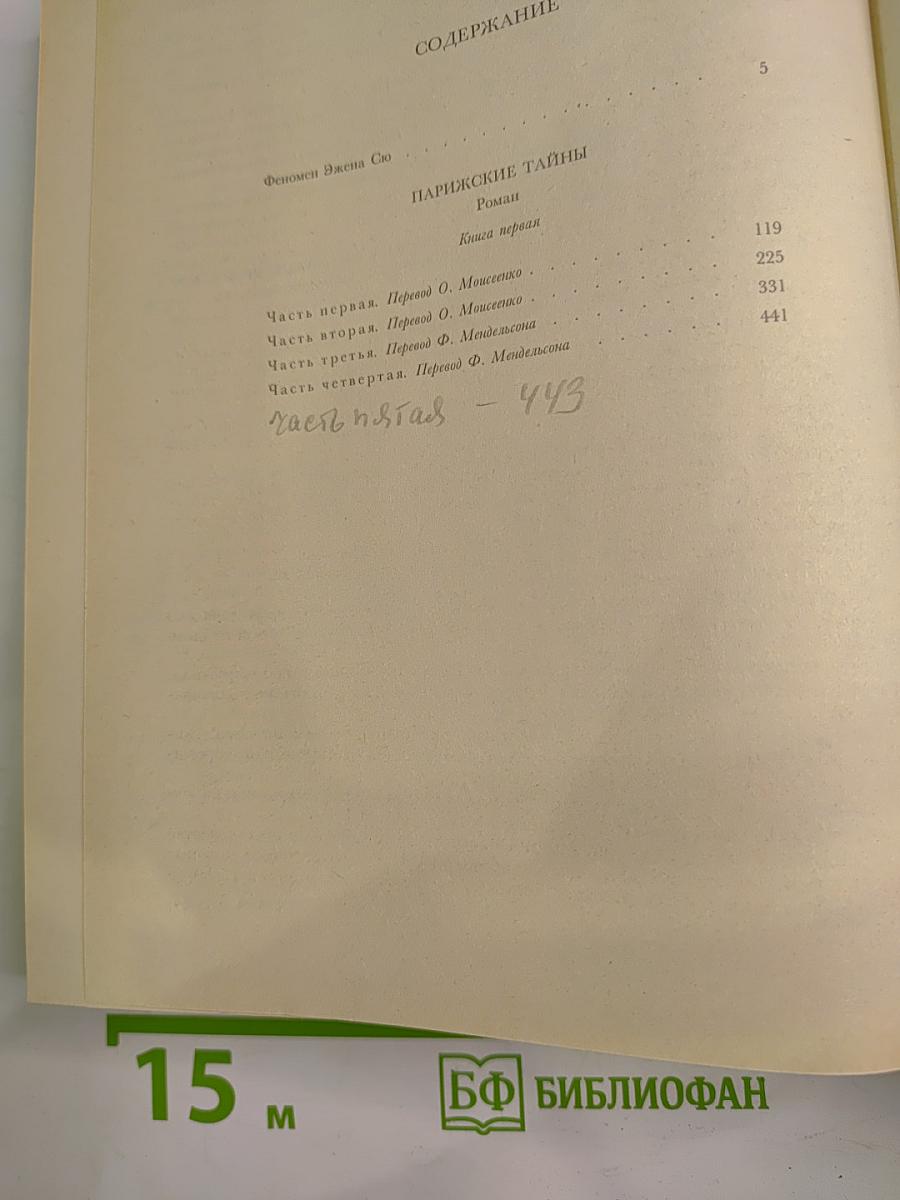 СОДЕРЖАНИЕ
Феномен Эжена Сю . . . . . . . . . . . . . . 5
ПАРИЖСКИЕ ТАЙНЫ
Роман
Книга первая
Часть первая. Перевод О. Моисеенко . . . . . . . 119
Часть вторая. Перевод О. Моисеенко . . . . . . . 225
Часть третья. Перевод Ф. Мендельсона . . . . . . . 331
Часть четвертая. Перевод Ф. Мендельсона . . . . . 441
часть пятая – 443
15 м
БФ БИБЛИОФАН